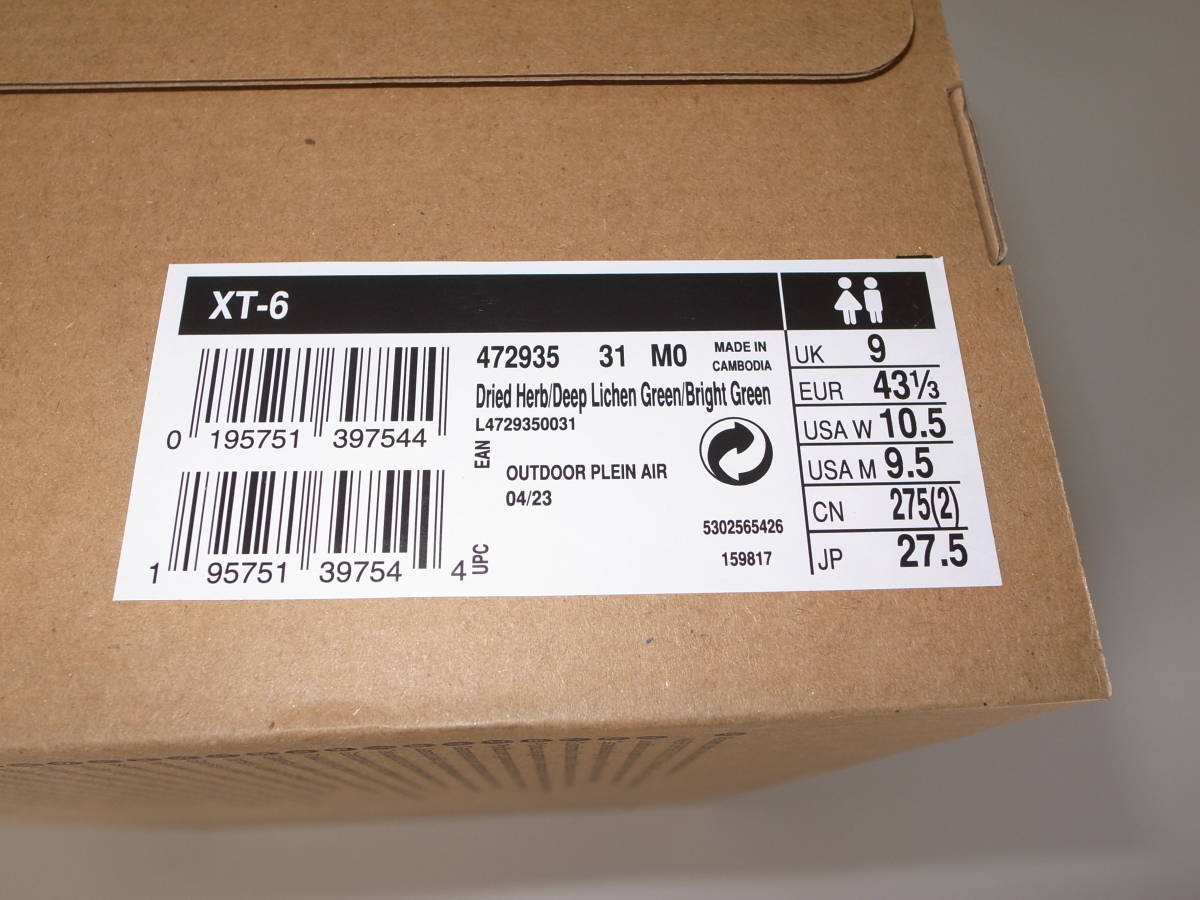 XT-6
0 195751 397544
EAN
1 95751 39754 4
UPC
472935 31 M0
MADE IN
CAMBODIA
Dried Herb/Deep Lichen Green/Bright Green
L4729350031
OUTDOOR PLEIN AIR
04/23
5302565426
159817
UK 9
EUR 43⅓
USA W 10.5
USA M 9.5
CN 275(2)
JP 27.5